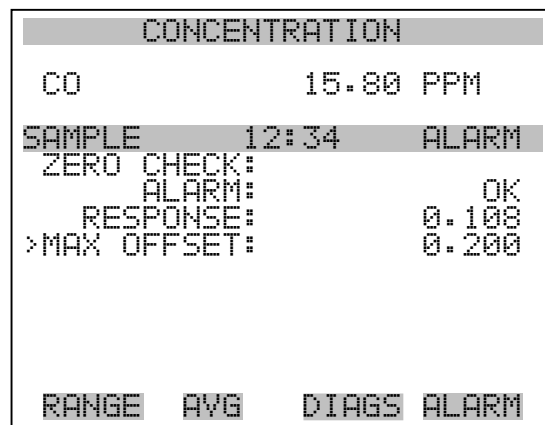 CONCENTRATION
CO 15.80 PPM
SAMPLE 12:34 ALARM
ZERO CHECK:
ALARM: OK
RESPONSE: 0.108
>MAX OFFSET: 0.200
RANGE AVG DIAGS ALARM